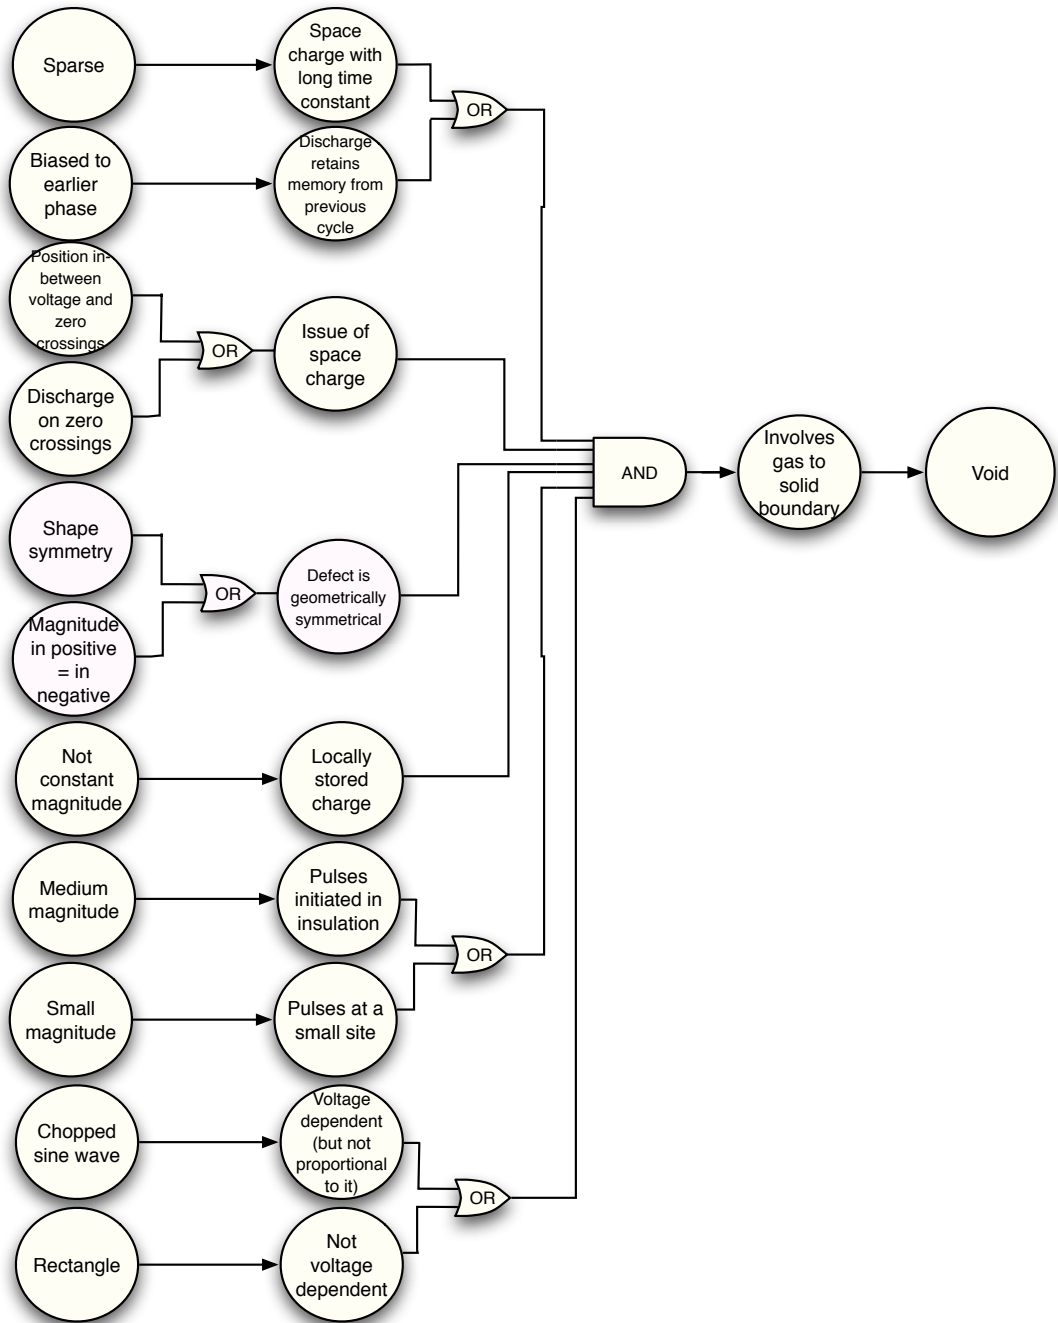 Sparse
Space
charge with
long time
constant
OR
Biased to
earlier
phase
Discharge
retains
memory from
previous
cycle
Position in-
between
voltage and
zero
crossings
OR
Issue of
space
charge
Discharge
on zero
crossings
AND
Involves
gas to
solid
boundary
Void
Shape
symmetry
OR
Defect is
geometrically
symmetrical
Magnitude
in positive
= in
negative
Not
constant
magnitude
Locally
stored
charge
Medium
magnitude
Pulses
initiated in
insulation
OR
Small
magnitude
Pulses at a
small site
Chopped
sine wave
Voltage
dependent
(but not
proportional
to it)
OR
Rectangle
Not
voltage
dependent